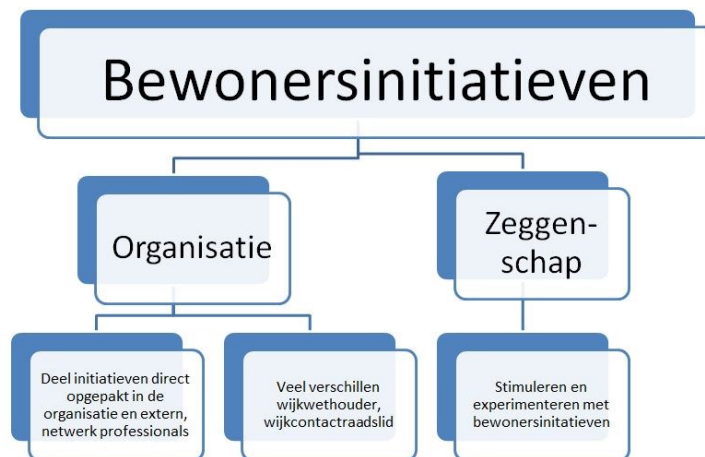 Bewonersinitiatieven
Organisatie
Zeggen-
schap
Deel initiatieven direct
opgepakt in de
organisatie en extern,
netwerk professionals
Veel verschillen
wijkwethouder,
wijkcontactraadslid
Stimuleren en
experimenteren met
bewonersinitatieven